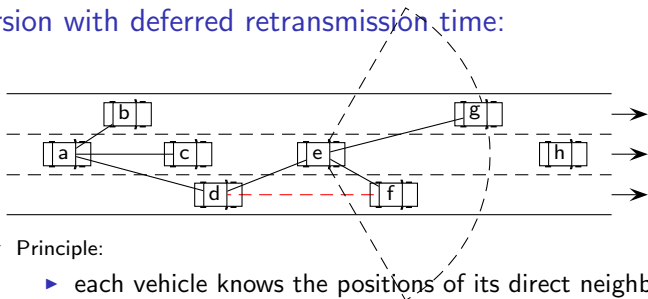 rsion with deferred retransmission time:
b
g
a
c
e
h
d
f
Principle:
▶ each vehicle knows the positions of its direct neighb